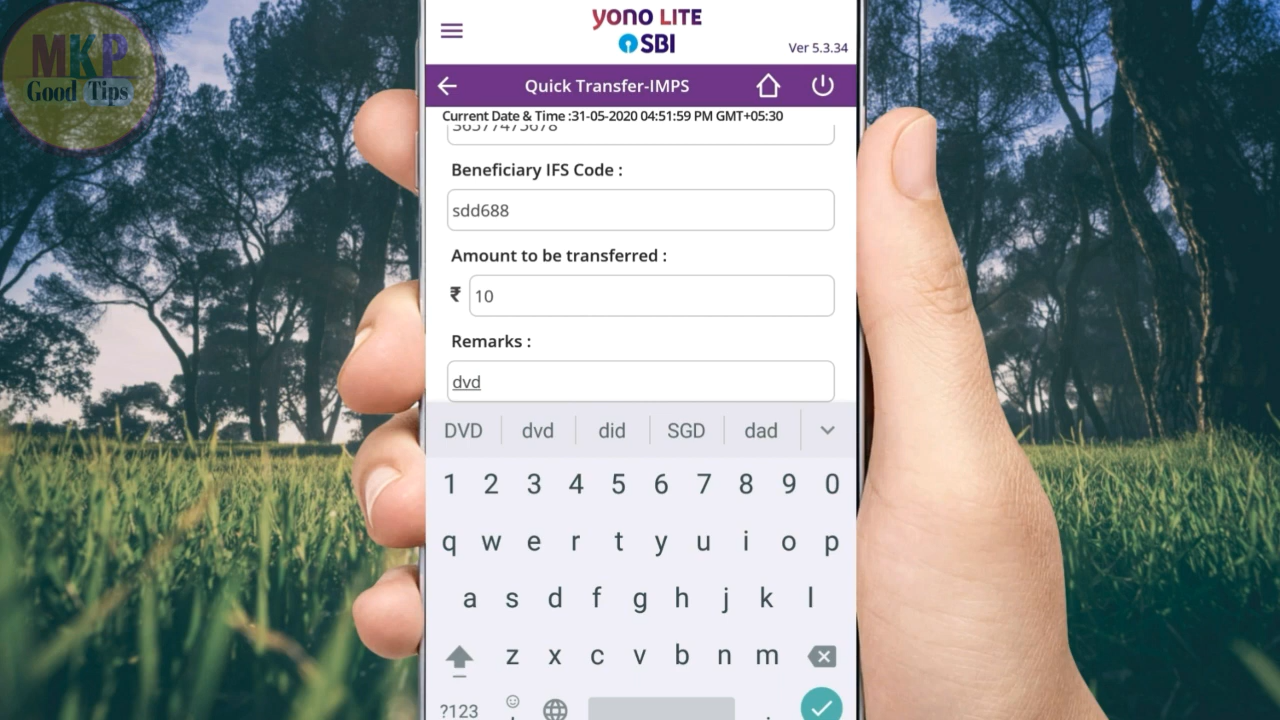 MKP
Good Tips
yono LITE
SBI
Ver 5.3.34
Quick Transfer-IMPS
Current Date & Time :31-05-2020 04:51:59 PM GMT+05:30
Beneficiary IFS Code :
sdd688
Amount to be transferred :
₹ 10
Remarks :
dvd
DVD dvd did SGD dad
1 2 3 4 5 6 7 8 9 0
q w e r t y u i o p
a s d f g h j k l
z x c v b n m
?123